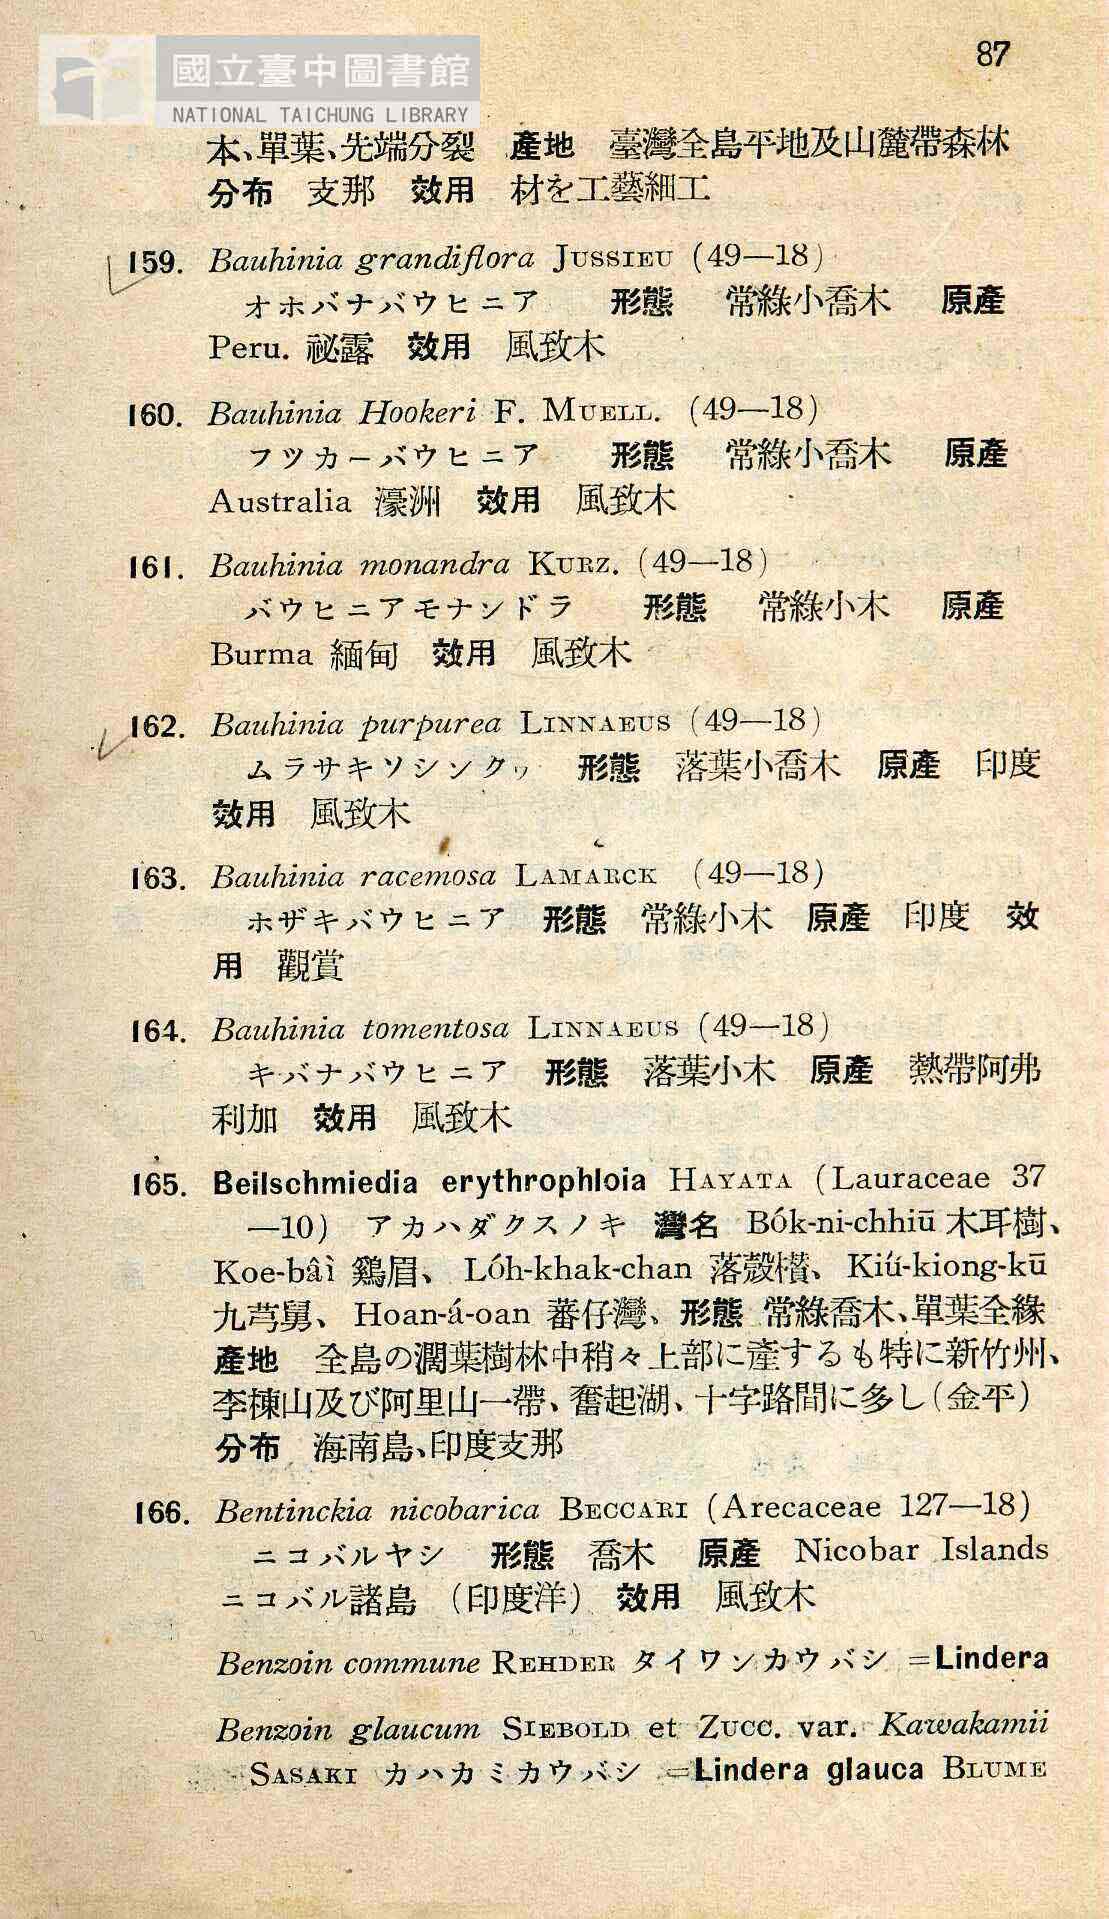 國立臺中圖書館
NATIONAL TAICHUNG LIBRARY
87
本、單葉、先端分裂 產地 臺灣全島平地及山麓帶森林
分布 支那 效用 材を工藝細工
159. Bauhinia grandiflora JUSSIEU (49—18)
オホバナバウヒニア 形態 常綠小喬木 原產
Peru. 祕露 效用 風致木
160. Bauhinia Hookeri F. MUELL. (49—18)
フツカーバウヒニア 形態 常綠小喬木 原產
Australia 濠洲 效用 風致木
161. Bauhinia monandra KURZ. (49—18)
バウヒニアモナンドラ 形態 常綠小木 原產
Burma 緬甸 效用 風致木
162. Bauhinia purpurea LINNAEUS (49—18)
ムラサキソシンクワ 形態 落葉小喬木 原產 印度
效用 風致木
163. Bauhinia racemosa LAMARCK (49—18)
ホザキバウヒニア 形態 常綠小木 原產 印度 效
用 觀賞
164. Bauhinia tomentosa LINNAEUS (49—18)
キバナバウヒニア 形態 落葉小木 原產 熱帶阿弗
利加 效用 風致木
165. Beilschmiedia erythrophloia HAYATA (Lauraceae 37
—10) アカハダクスノキ 灣名 Bók-ni-chhiū 木耳樹、
Koe-bâi 鷄眉、 Lóh-khak-chan 落殼檨、 Kiú-kiong-kū
九芎舅、 Hoan-á-oan 蕃仔灣、 形態 常綠喬木、單葉全緣
產地 全島の濶葉樹林中稍々上部に產するも特に新竹州、
李棟山及び阿里山一帶、奮起湖、十字路間に多し(金平)
分布 海南島、印度支那
166. Bentinckia nicobarica BECCARI (Arecaceae 127—18)
ニコバルヤシ 形態 喬木 原產 Nicobar Islands
ニコバル諸島 (印度洋) 效用 風致木
Benzoin commune REHDER タイワンカウバシ =Lindera
Benzoin glaucum SIEBOLD et ZUCC. var. Kawakamii
SASAKI カハカミカウバシ =Lindera glauca BLUME